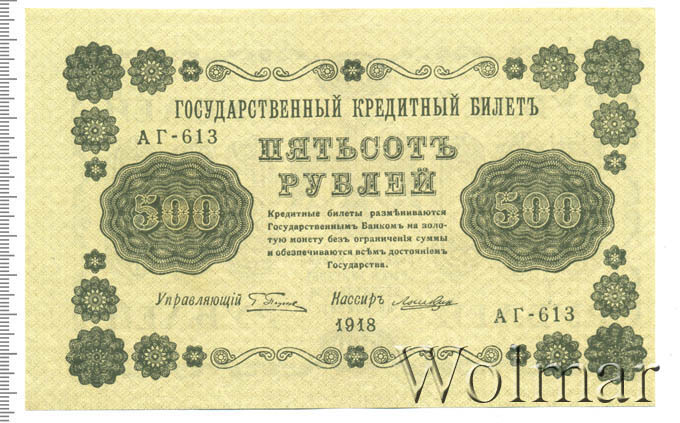 ГОСУДАРСТВЕННЫЙ КРЕДИТНЫЙ БИЛЕТЪ
АГ-613
ПЯТЬСОТЪ
РУБЛЕЙ
500
500
Кредитные билеты размѣниваются
Государственнымъ Банкомъ на золо-
тую монету безъ ограниченія суммы
и обезпечиваются всѣмъ достояніемъ
Государства.
Управляющій
Кассиръ
1918
АГ-613
Wolmar